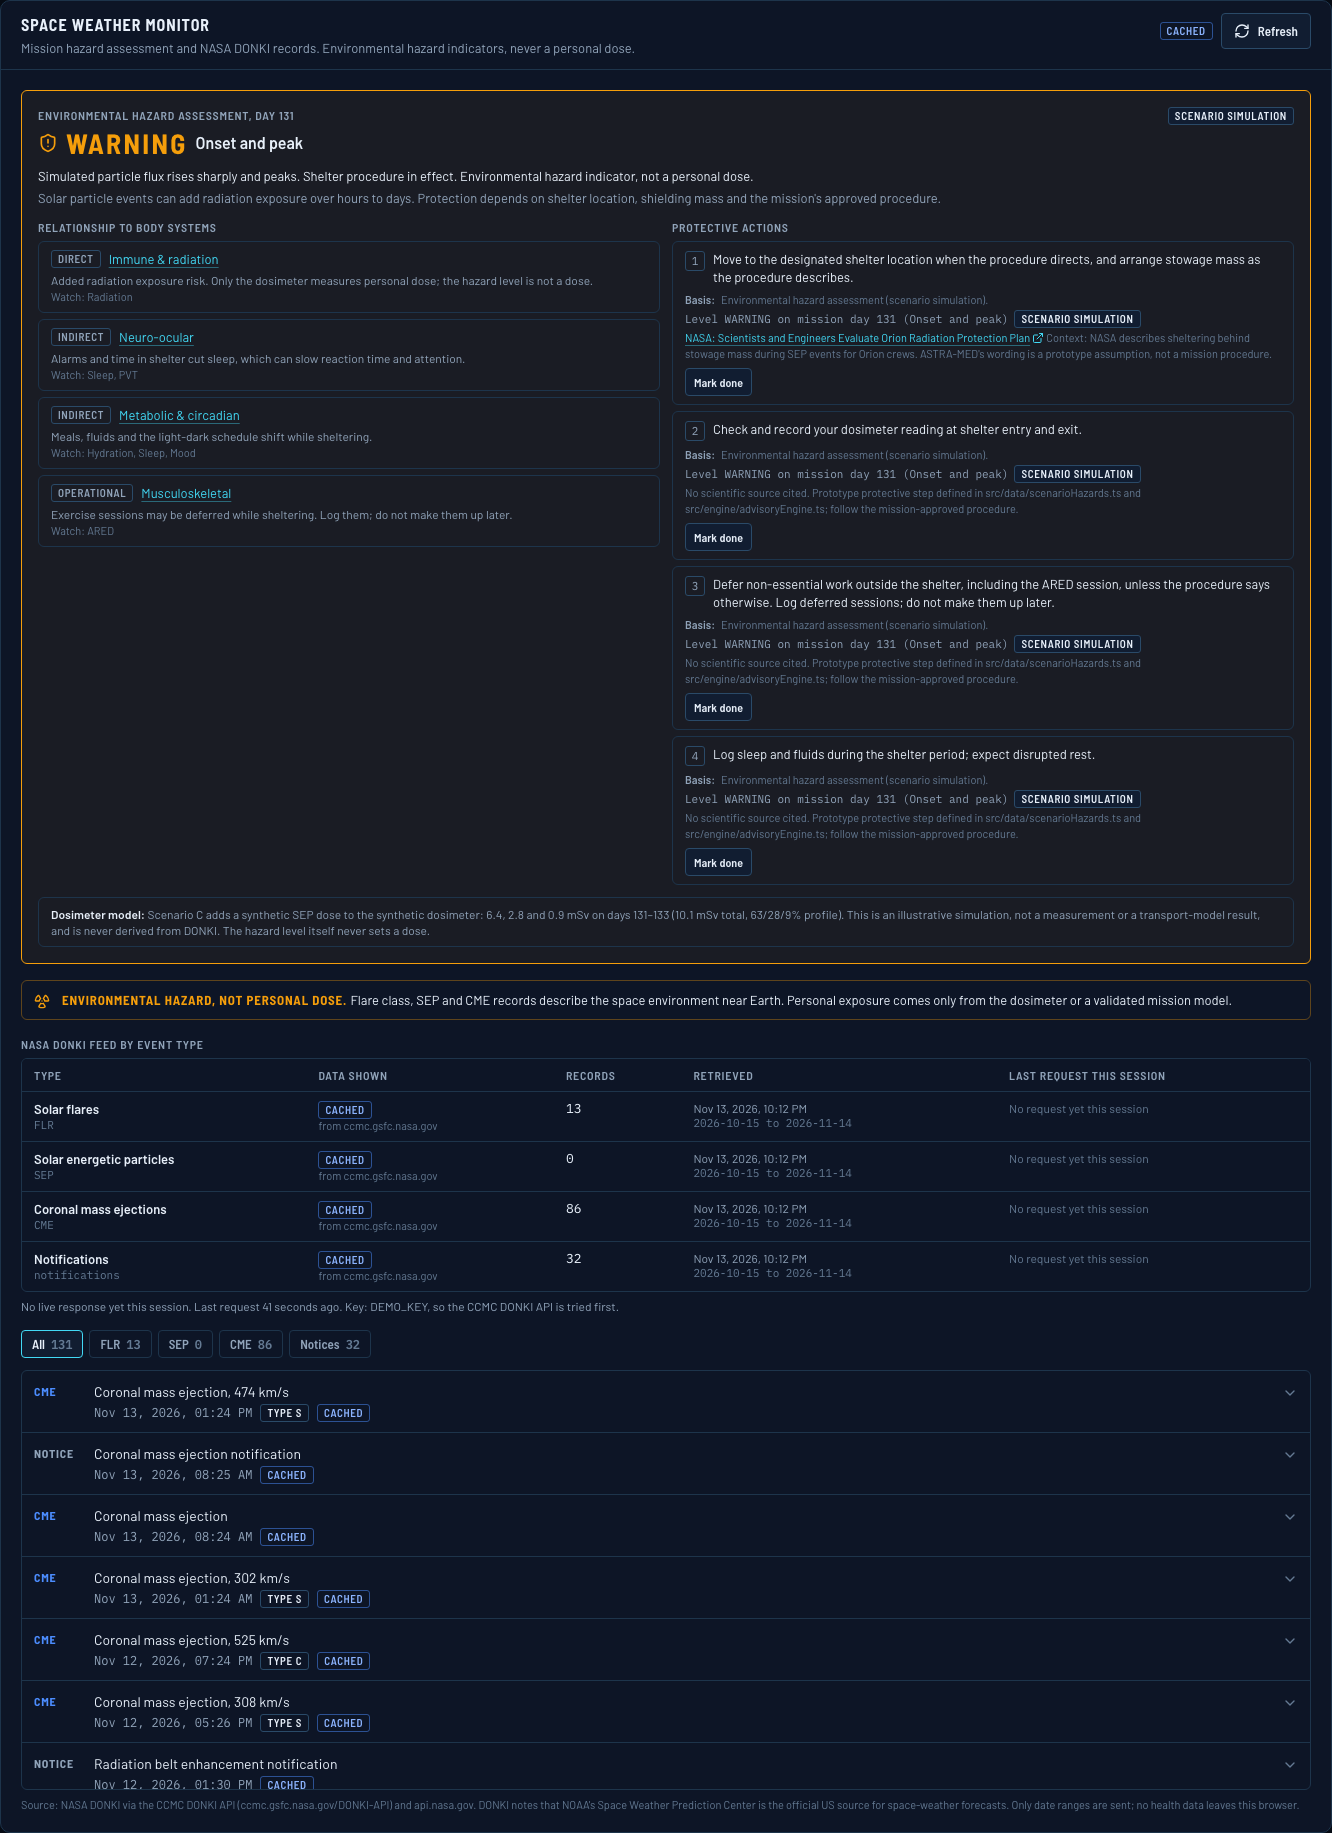 SPACE WEATHER MONITOR
Mission hazard assessment and NASA DONKI records. Environmental hazard indicators, never a personal dose.
CACHED
Refresh
ENVIRONMENTAL HAZARD ASSESSMENT, DAY 131
SCENARIO SIMULATION
WARNING Onset and peak
Simulated particle flux rises sharply and peaks. Shelter procedure in effect. Environmental hazard indicator, not a personal dose.
Solar particle events can add radiation exposure over hours to days. Protection depends on shelter location, shielding mass and the mission's approved procedure.
RELATIONSHIP TO BODY SYSTEMS
DIRECT Immune & radiation
Added radiation exposure risk. Only the dosimeter measures personal dose; the hazard level is not a dose.
Watch: Radiation
INDIRECT Neuro-ocular
Alarms and time in shelter cut sleep, which can slow reaction time and attention.
Watch: Sleep, PVT
INDIRECT Metabolic & circadian
Meals, fluids and the light-dark schedule shift while sheltering.
Watch: Hydration, Sleep, Mood
OPERATIONAL Musculoskeletal
Exercise sessions may be deferred while sheltering. Log them; do not make them up later.
Watch: ARED
PROTECTIVE ACTIONS
1 Move to the designated shelter location when the procedure directs, and arrange stowage mass as
the procedure describes.
Basis: Environmental hazard assessment (scenario simulation).
Level WARNING on mission day 131 (Onset and peak) SCENARIO SIMULATION
NASA: Scientists and Engineers Evaluate Orion Radiation Protection Plan Context: NASA describes sheltering behind
stowage mass during SEP events for Orion crews. ASTRA-MED's wording is a prototype assumption, not a mission procedure.
Mark done
2 Check and record your dosimeter reading at shelter entry and exit.
Basis: Environmental hazard assessment (scenario simulation).
Level WARNING on mission day 131 (Onset and peak) SCENARIO SIMULATION
No scientific source cited. Prototype protective step defined in src/data/scenarioHazards.ts and
src/engine/advisoryEngine.ts; follow the mission-approved procedure.
Mark done
3 Defer non-essential work outside the shelter, including the ARED session, unless the procedure says
otherwise. Log deferred sessions; do not make them up later.
Basis: Environmental hazard assessment (scenario simulation).
Level WARNING on mission day 131 (Onset and peak) SCENARIO SIMULATION
No scientific source cited. Prototype protective step defined in src/data/scenarioHazards.ts and
src/engine/advisoryEngine.ts; follow the mission-approved procedure.
Mark done
4 Log sleep and fluids during the shelter period; expect disrupted rest.
Basis: Environmental hazard assessment (scenario simulation).
Level WARNING on mission day 131 (Onset and peak) SCENARIO SIMULATION
No scientific source cited. Prototype protective step defined in src/data/scenarioHazards.ts and
src/engine/advisoryEngine.ts; follow the mission-approved procedure.
Mark done
Dosimeter model: Scenario C adds a synthetic SEP dose to the synthetic dosimeter: 6.4, 2.8 and 0.9 mSv on days 131–133 (10.1 mSv total, 63/28/9% profile). This is an illustrative simulation, not a measurement or a transport-model result,
and is never derived from DONKI. The hazard level itself never sets a dose.
ENVIRONMENTAL HAZARD, NOT PERSONAL DOSE. Flare class, SEP and CME records describe the space environment near Earth. Personal exposure comes only from the dosimeter or a validated mission model.
NASA DONKI FEED BY EVENT TYPE
TYPE DATA SHOWN RECORDS RETRIEVED LAST REQUEST THIS SESSION
Solar flares CACHED 13 Nov 13, 2026, 10:12 PM No request yet this session
FLR from ccmc.gsfc.nasa.gov 2026-10-15 to 2026-11-14
Solar energetic particles CACHED 0 Nov 13, 2026, 10:12 PM No request yet this session
SEP from ccmc.gsfc.nasa.gov 2026-10-15 to 2026-11-14
Coronal mass ejections CACHED 86 Nov 13, 2026, 10:12 PM No request yet this session
CME from ccmc.gsfc.nasa.gov 2026-10-15 to 2026-11-14
Notifications CACHED 32 Nov 13, 2026, 10:12 PM No request yet this session
notifications from ccmc.gsfc.nasa.gov 2026-10-15 to 2026-11-14
No live response yet this session. Last request 41 seconds ago. Key: DEMO_KEY, so the CCMC DONKI API is tried first.
All 131 FLR 13 SEP 0 CME 86 Notices 32
CME Coronal mass ejection, 474 km/s
Nov 13, 2026, 01:24 PM TYPE S CACHED
NOTICE Coronal mass ejection notification
Nov 13, 2026, 08:25 AM CACHED
CME Coronal mass ejection
Nov 13, 2026, 08:24 AM CACHED
CME Coronal mass ejection, 302 km/s
Nov 13, 2026, 01:24 AM TYPE S CACHED
CME Coronal mass ejection, 525 km/s
Nov 12, 2026, 07:24 PM TYPE C CACHED
CME Coronal mass ejection, 308 km/s
Nov 12, 2026, 05:26 PM TYPE S CACHED
NOTICE Radiation belt enhancement notification
Nov 12, 2026, 01:30 PM CACHED
Source: NASA DONKI via the CCMC DONKI API (ccmc.gsfc.nasa.gov/DONKI-API) and api.nasa.gov. DONKI notes that NOAA's Space Weather Prediction Center is the official US source for space-weather forecasts. Only date ranges are sent; no health data leaves this browser.